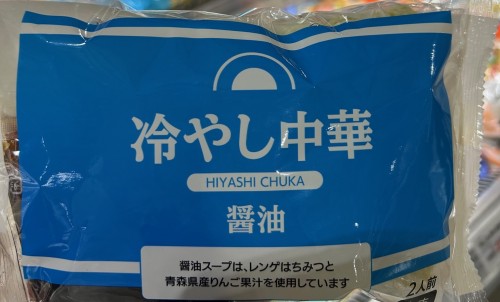 冷やし中華
HIYASHI CHUKA
醤油
醤油スープは、レンゲはちみつと
青森県産りんご果汁を使用しています
2人前